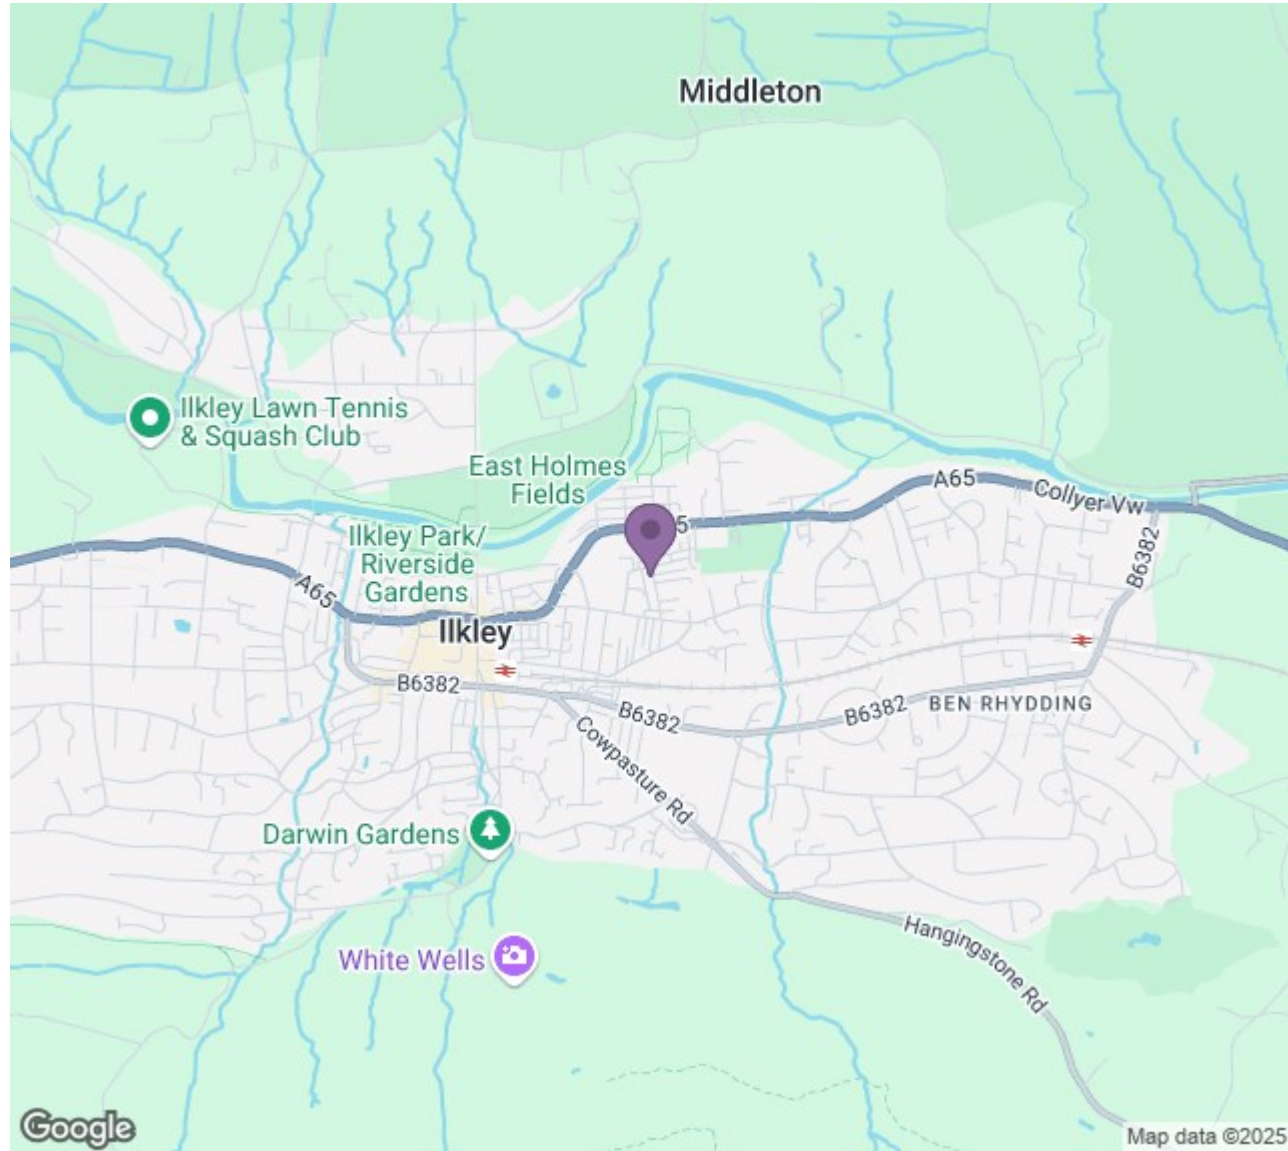 Middleton
Ilkley Lawn Tennis
& Squash Club
East Holmes
Fields
A65
Collyer Vw
5
Ilkley Park/
Riverside
Gardens
B6382
A65
Ilkley
B6382
B6382
B6382
BEN RHYDDING
Cowpasture Rd
Darwin Gardens
Hangingstone Rd
White Wells
Google
Map data ©2025